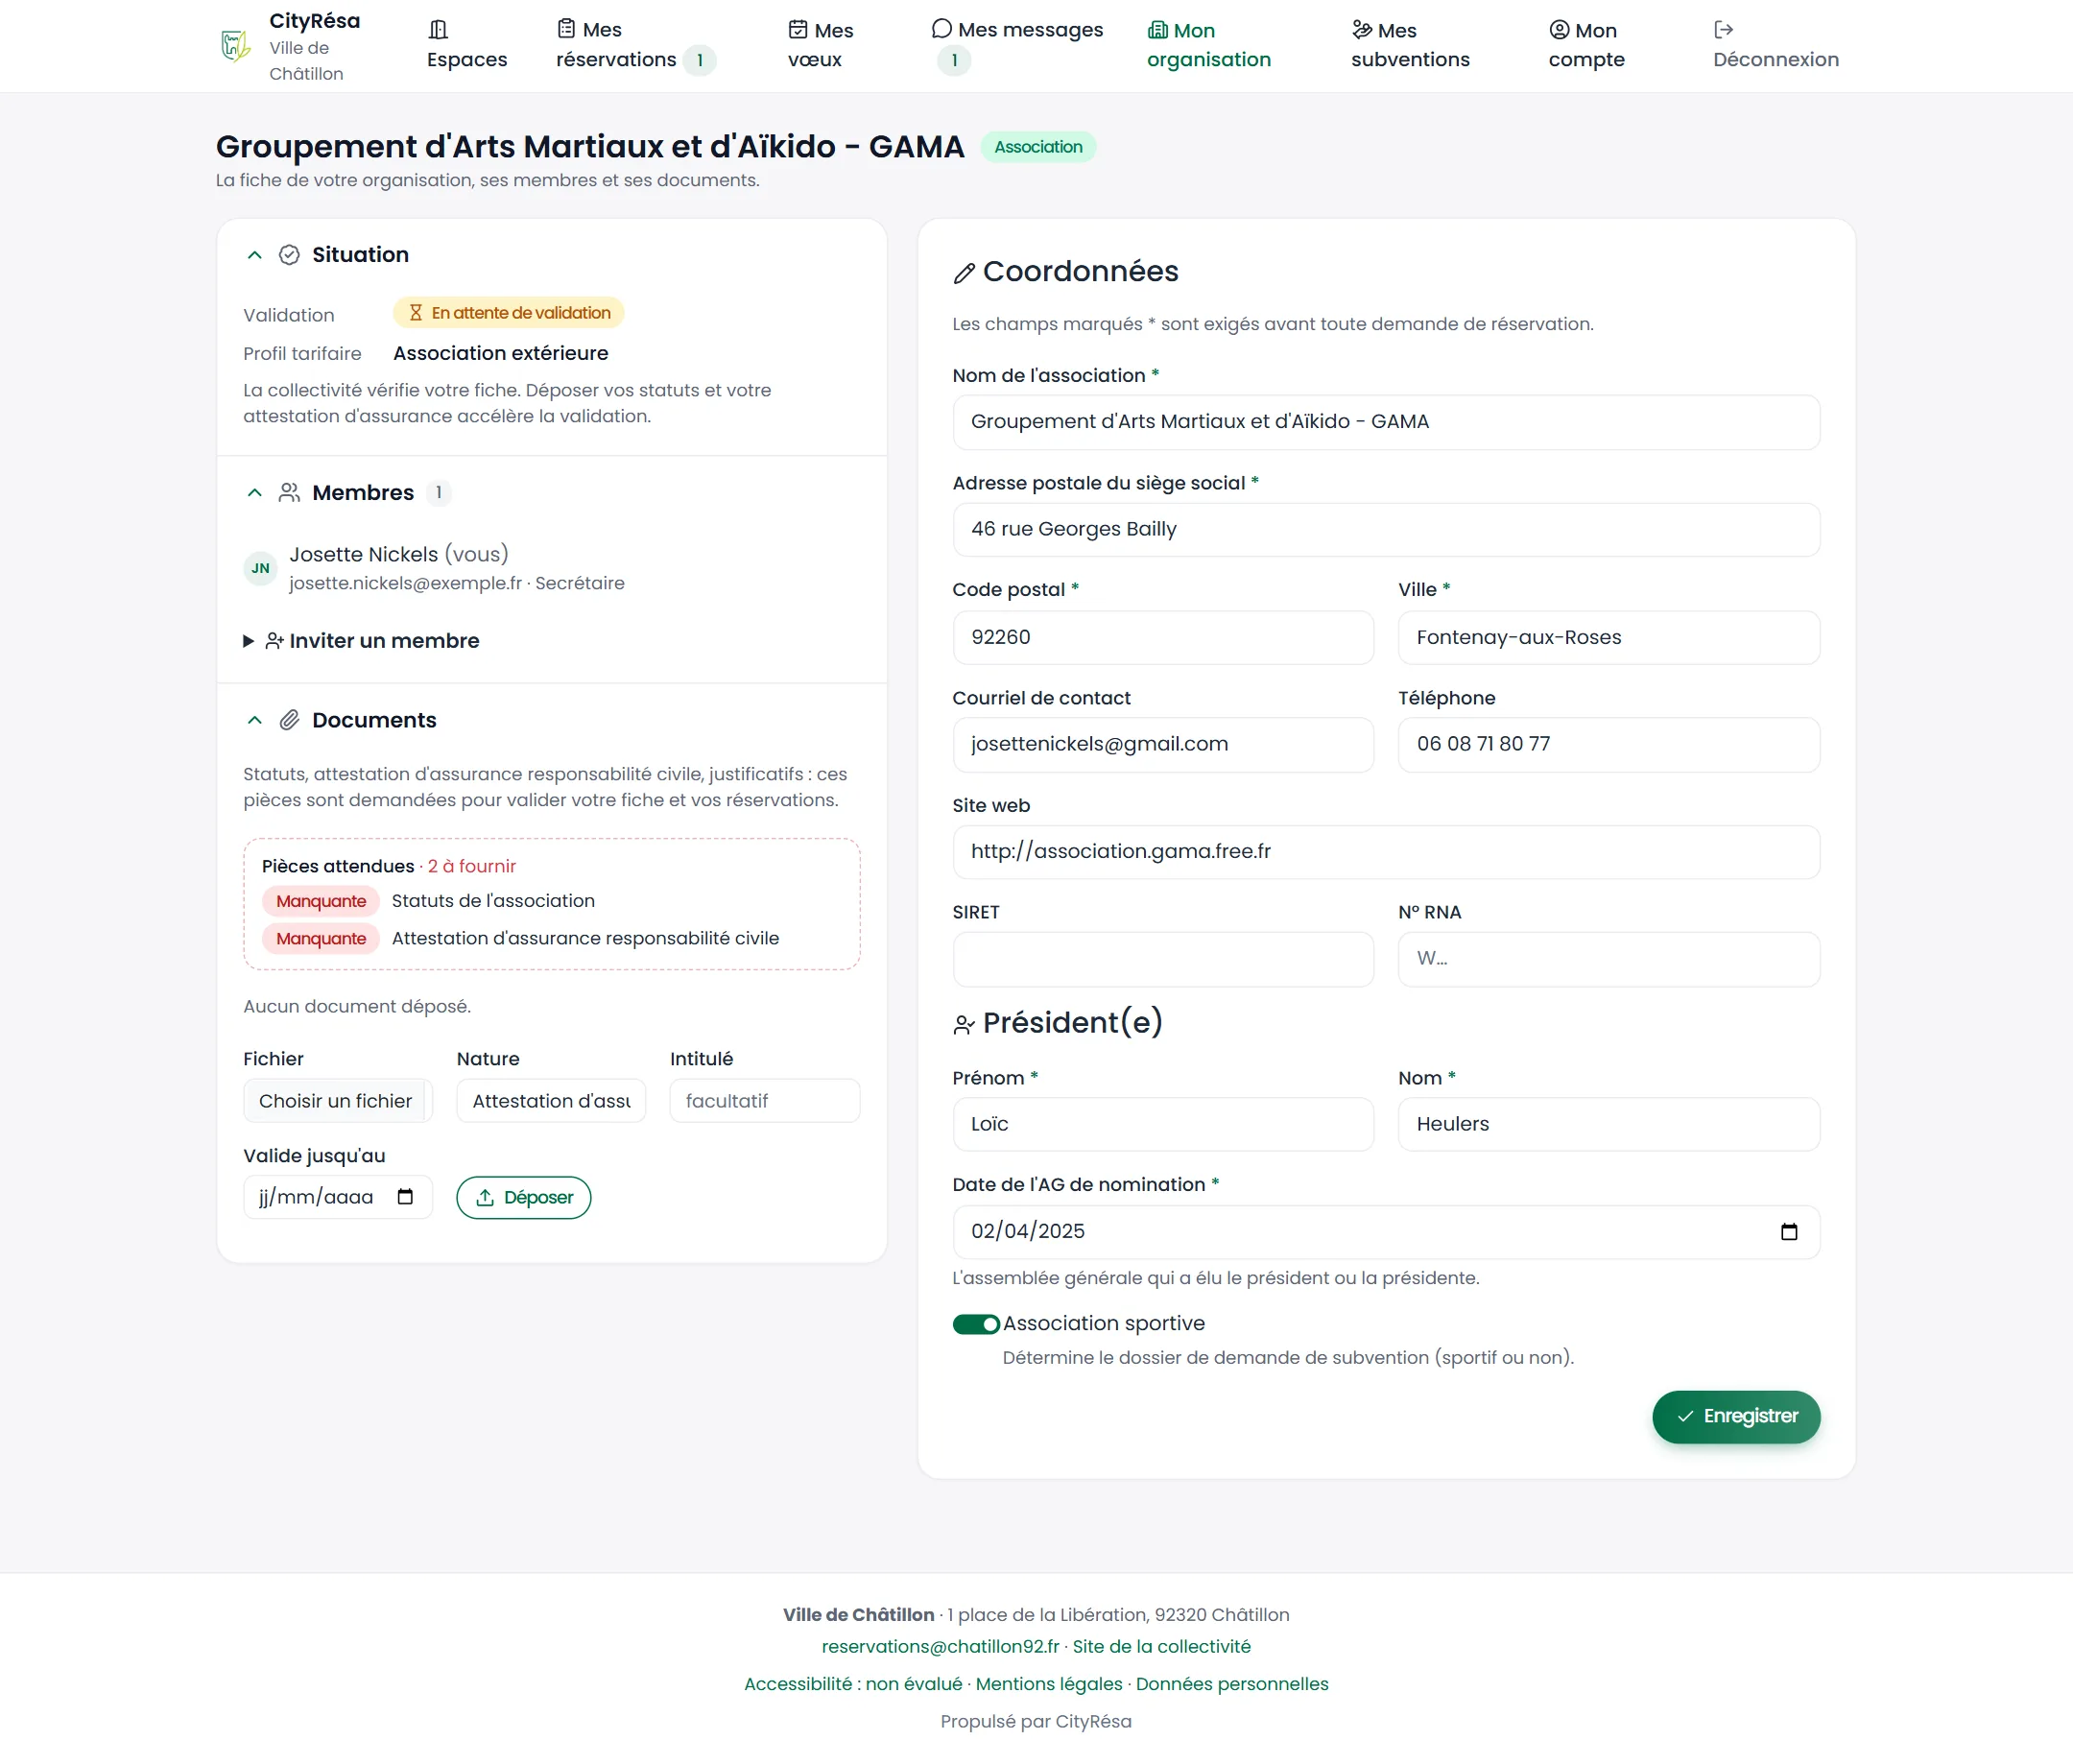 CityRésa
Ville de
Châtillon
Espaces
Mes
réservations 1
Mes
vœux
Mes messages
1
Mon
organisation
Mes
subventions
Mon
compte
Déconnexion
Groupement d'Arts Martiaux et d'Aïkido - GAMA Association
La fiche de votre organisation, ses membres et ses documents.
Situation
Validation En attente de validation
Profil tarifaire Association extérieure
La collectivité vérifie votre fiche. Déposer vos statuts et votre
attestation d'assurance accélère la validation.
Membres 1
JN
Josette Nickels (vous)
josette.nickels@exemple.fr · Secrétaire
Inviter un membre
Documents
Statuts, attestation d'assurance responsabilité civile, justificatifs : ces
pièces sont demandées pour valider votre fiche et vos réservations.
Pièces attendues · 2 à fournir
Manquante Statuts de l'association
Manquante Attestation d'assurance responsabilité civile
Aucun document déposé.
Fichier Nature Intitulé
Choisir un fichier Attestation d'assu facultatif
Valide jusqu'au
jj/mm/aaaa Déposer
Coordonnées
Les champs marqués * sont exigés avant toute demande de réservation.
Nom de l'association *
Groupement d'Arts Martiaux et d'Aïkido - GAMA
Adresse postale du siège social *
46 rue Georges Bailly
Code postal * Ville *
92260 Fontenay-aux-Roses
Courriel de contact Téléphone
josettenickels@gmail.com 06 08 71 80 77
Site web
http://association.gama.free.fr
SIRET N° RNA
W...
Président(e)
Prénom * Nom *
Loïc Heulers
Date de l'AG de nomination *
02/04/2025
L'assemblée générale qui a élu le président ou la présidente.
Association sportive
Détermine le dossier de demande de subvention (sportif ou non).
Enregistrer
Ville de Châtillon · 1 place de la Libération, 92320 Châtillon
reservations@chatillon92.fr · Site de la collectivité
Accessibilité : non évalué · Mentions légales · Données personnelles
Propulsé par CityRésa